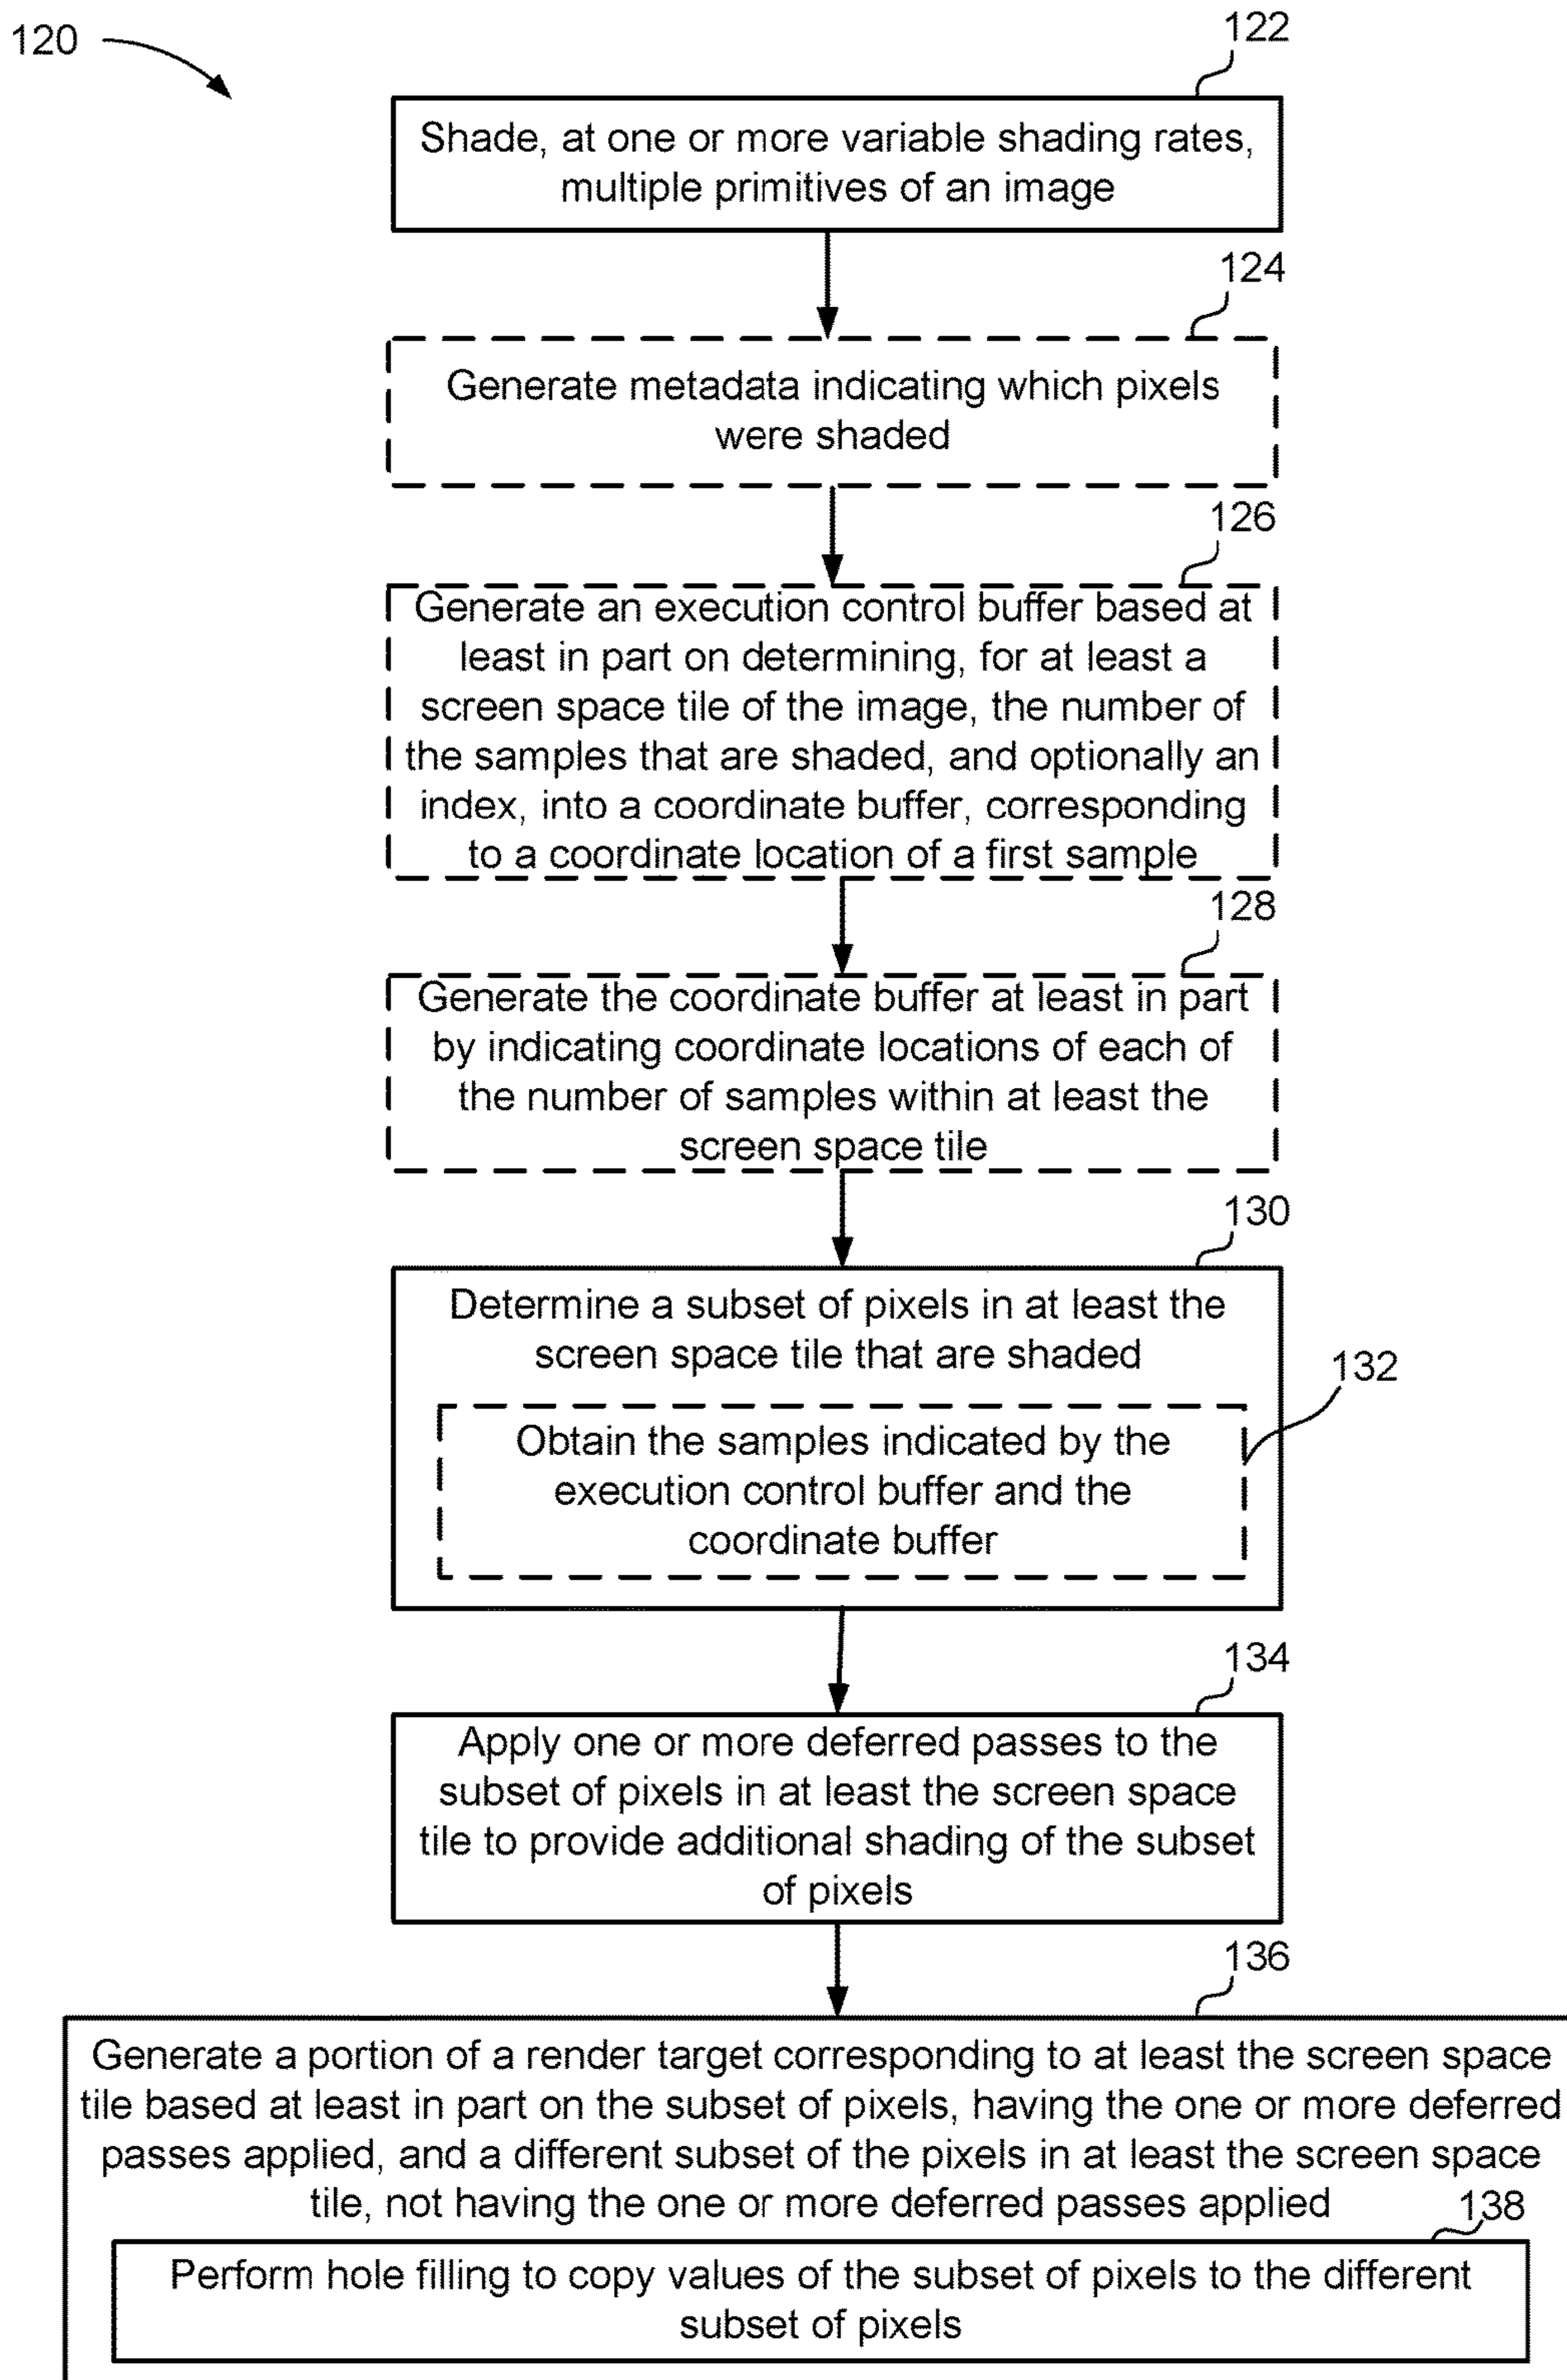 120
122
Shade, at one or more variable shading rates,
multiple primitives of an image
124
Generate metadata indicating which pixels
were shaded
126
Generate an execution control buffer based at
least in part on determining, for at least a
screen space tile of the image, the number of
the samples that are shaded, and optionally an
index, into a coordinate buffer, corresponding
to a coordinate location of a first sample
128
Generate the coordinate buffer at least in part
by indicating coordinate locations of each of
the number of samples within at least the
screen space tile
130
Determine a subset of pixels in at least the
screen space tile that are shaded
132
Obtain the samples indicated by the
execution control buffer and the
coordinate buffer
134
Apply one or more deferred passes to the
subset of pixels in at least the screen space
tile to provide additional shading of the subset
of pixels
136
Generate a portion of a render target corresponding to at least the screen space
tile based at least in part on the subset of pixels, having the one or more deferred
passes applied, and a different subset of the pixels in at least the screen space
tile, not having the one or more deferred passes applied
138
Perform hole filling to copy values of the subset of pixels to the different
subset of pixels